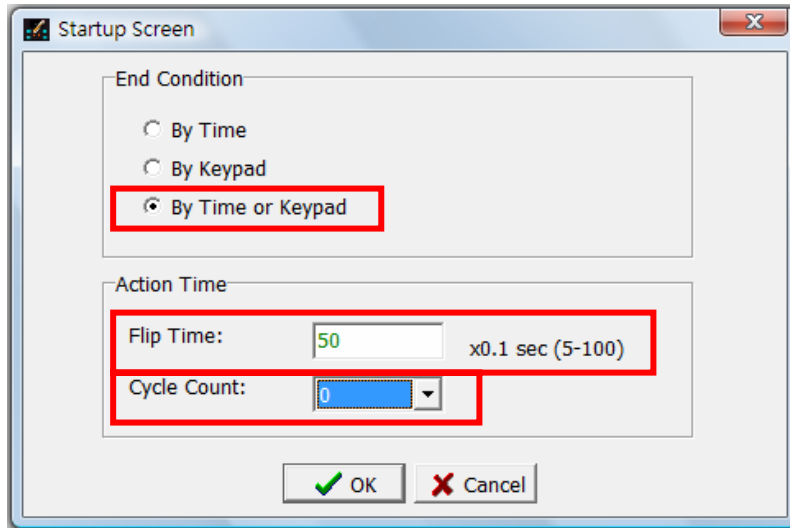 Startup Screen
End Condition
By Time
By Keypad
By Time or Keypad
Action Time
Flip Time: 50 x0.1 sec (5-100)
Cycle Count: 0
OK Cancel